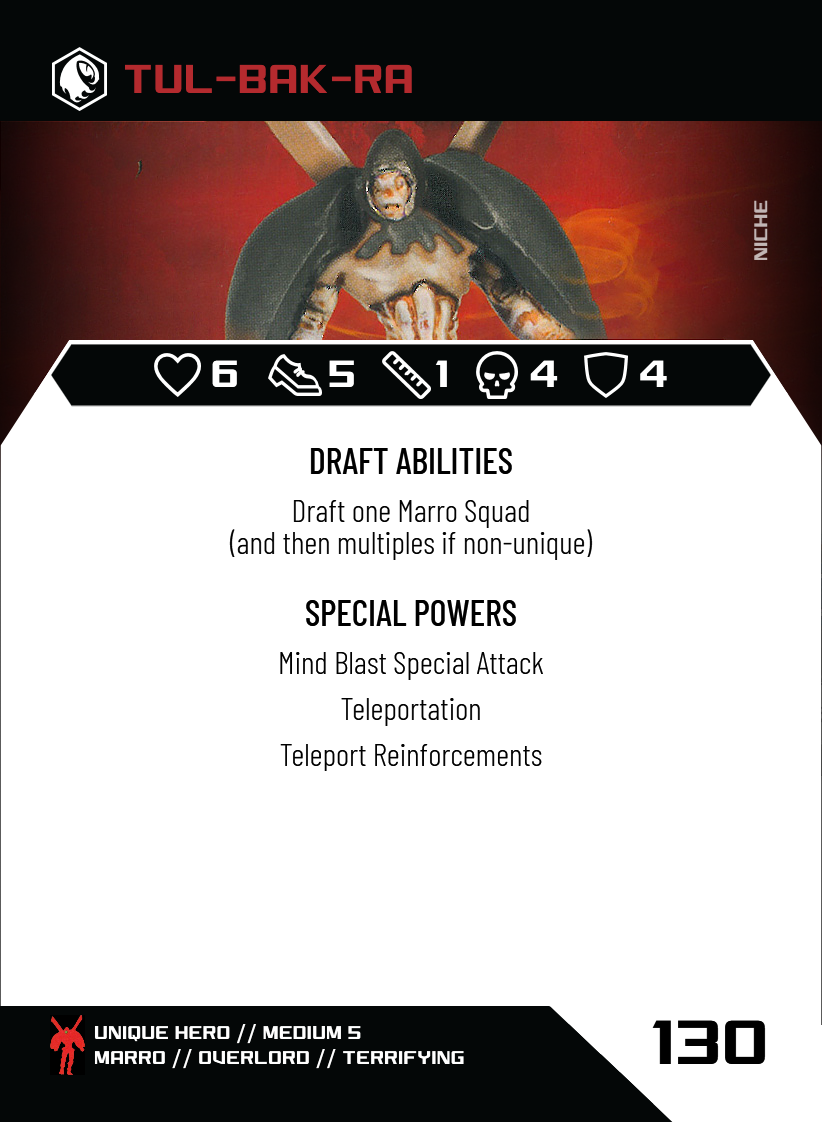 TUL-BAK-RA
NICHE
6 5 1 4 4
DRAFT ABILITIES
Draft one Marro Squad
(and then multiples if non-unique)
SPECIAL POWERS
Mind Blast Special Attack
Teleportation
Teleport Reinforcements
UNIQUE HERO // MEDIUM 5
MARRO // OVERLORD // TERRIFYING
130